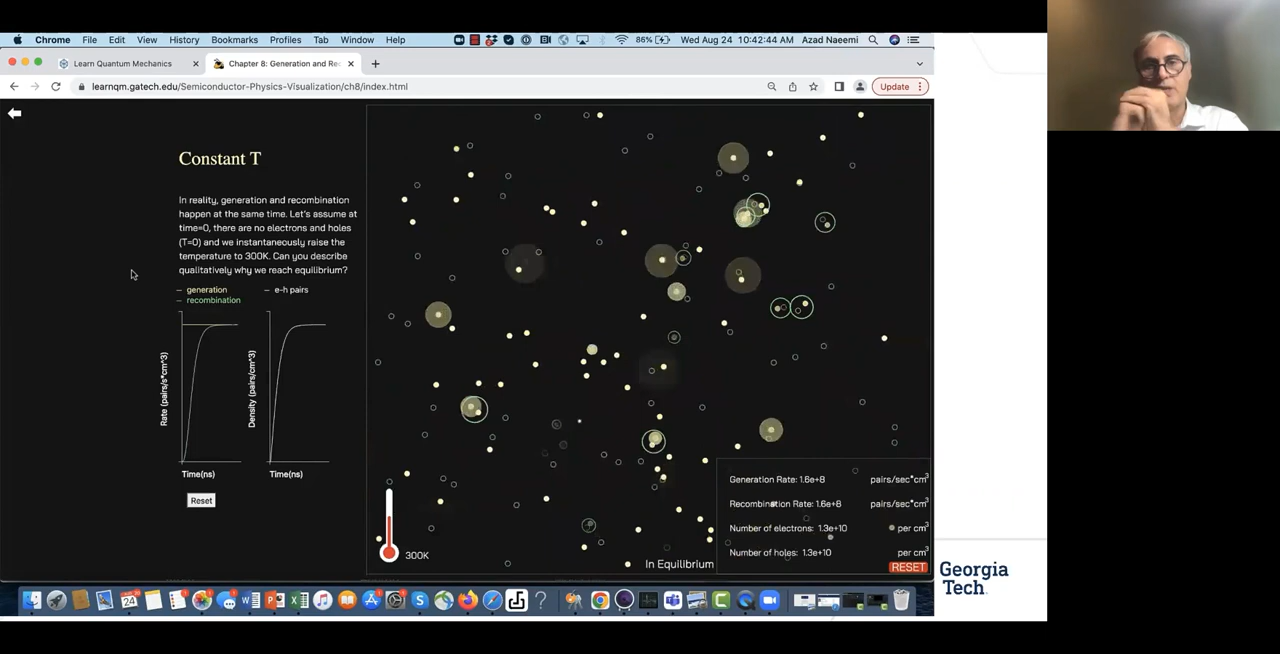 Chrome File Edit View History Bookmarks Profiles Tab Window Help 86% Wed Aug 24 10:42:44 AM Azad Naeemi
Learn Quantum Mechanics × Chapter 8: Generation and Rec × +
learnqm.gatech.edu/Semiconductor-Physics-Visualization/ch8/index.html Update
Constant T
In reality, generation and recombination
happen at the same time. Let's assume at
time=0, there are no electrons and holes
(T=0) and we instantaneously raise the
temperature to 300K. Can you describe
qualitatively why we reach equilibrium?
– generation
– recombination
– e-h pairs
Rate (pairs/s*cm^3)
Density (pairs/cm^3)
Time(ns)
Time(ns)
Reset
300K
In Equilibrium
Generation Rate: 1.6e+8 pairs/sec*cm3
Recombination Rate: 1.6e+8 pairs/sec*cm3
Number of electrons: 1.3e+10 per cm3
Number of holes: 1.3e+10 per cm3
RESET
24
Georgia
Tech